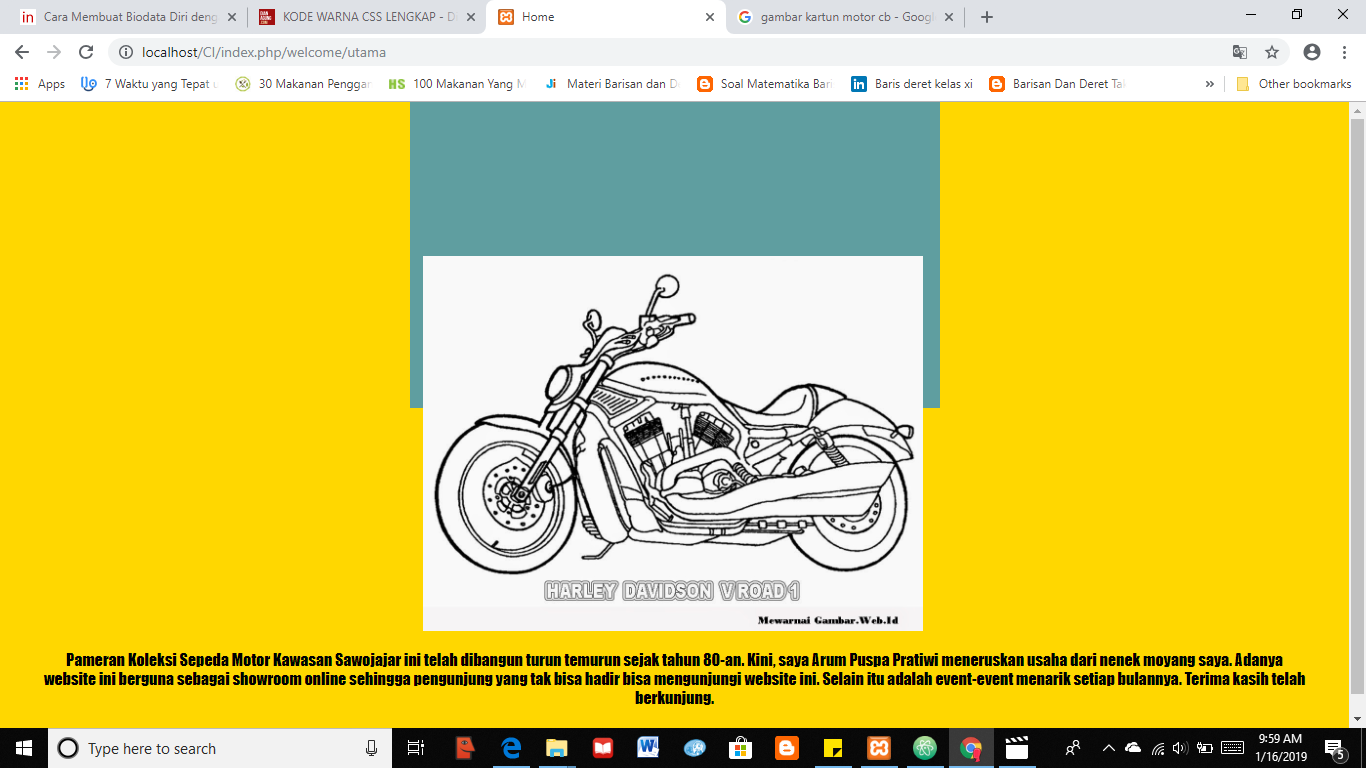 Cara Membuat Biodata Diri deng
KODE WARNA CSS LENGKAP - Di
Home
gambar kartun motor cb - Googl
localhost/CI/index.php/welcome/utama
Apps
7 Waktu yang Tepat u
30 Makanan Penggan
100 Makanan Yang M
Materi Barisan dan D
Soal Matematika Bari
Baris deret kelas xi
Barisan Dan Deret Tak
Other bookmarks
HARLEY DAVIDSON V ROAD 1
Mewarnai Gambar.Web.Id
Pameran Koleksi Sepeda Motor Kawasan Sawojajar ini telah dibangun turun temurun sejak tahun 80-an. Kini, saya Arum Puspa Pratiwi meneruskan usaha dari nenek moyang saya. Adanya
website ini berguna sebagai showroom online sehingga pengunjung yang tak bisa hadir bisa mengunjungi website ini. Selain itu adalah event-event menarik setiap bulannya. Terima kasih telah
berkunjung.
Type here to search
9:59 AM
1/16/2019
5